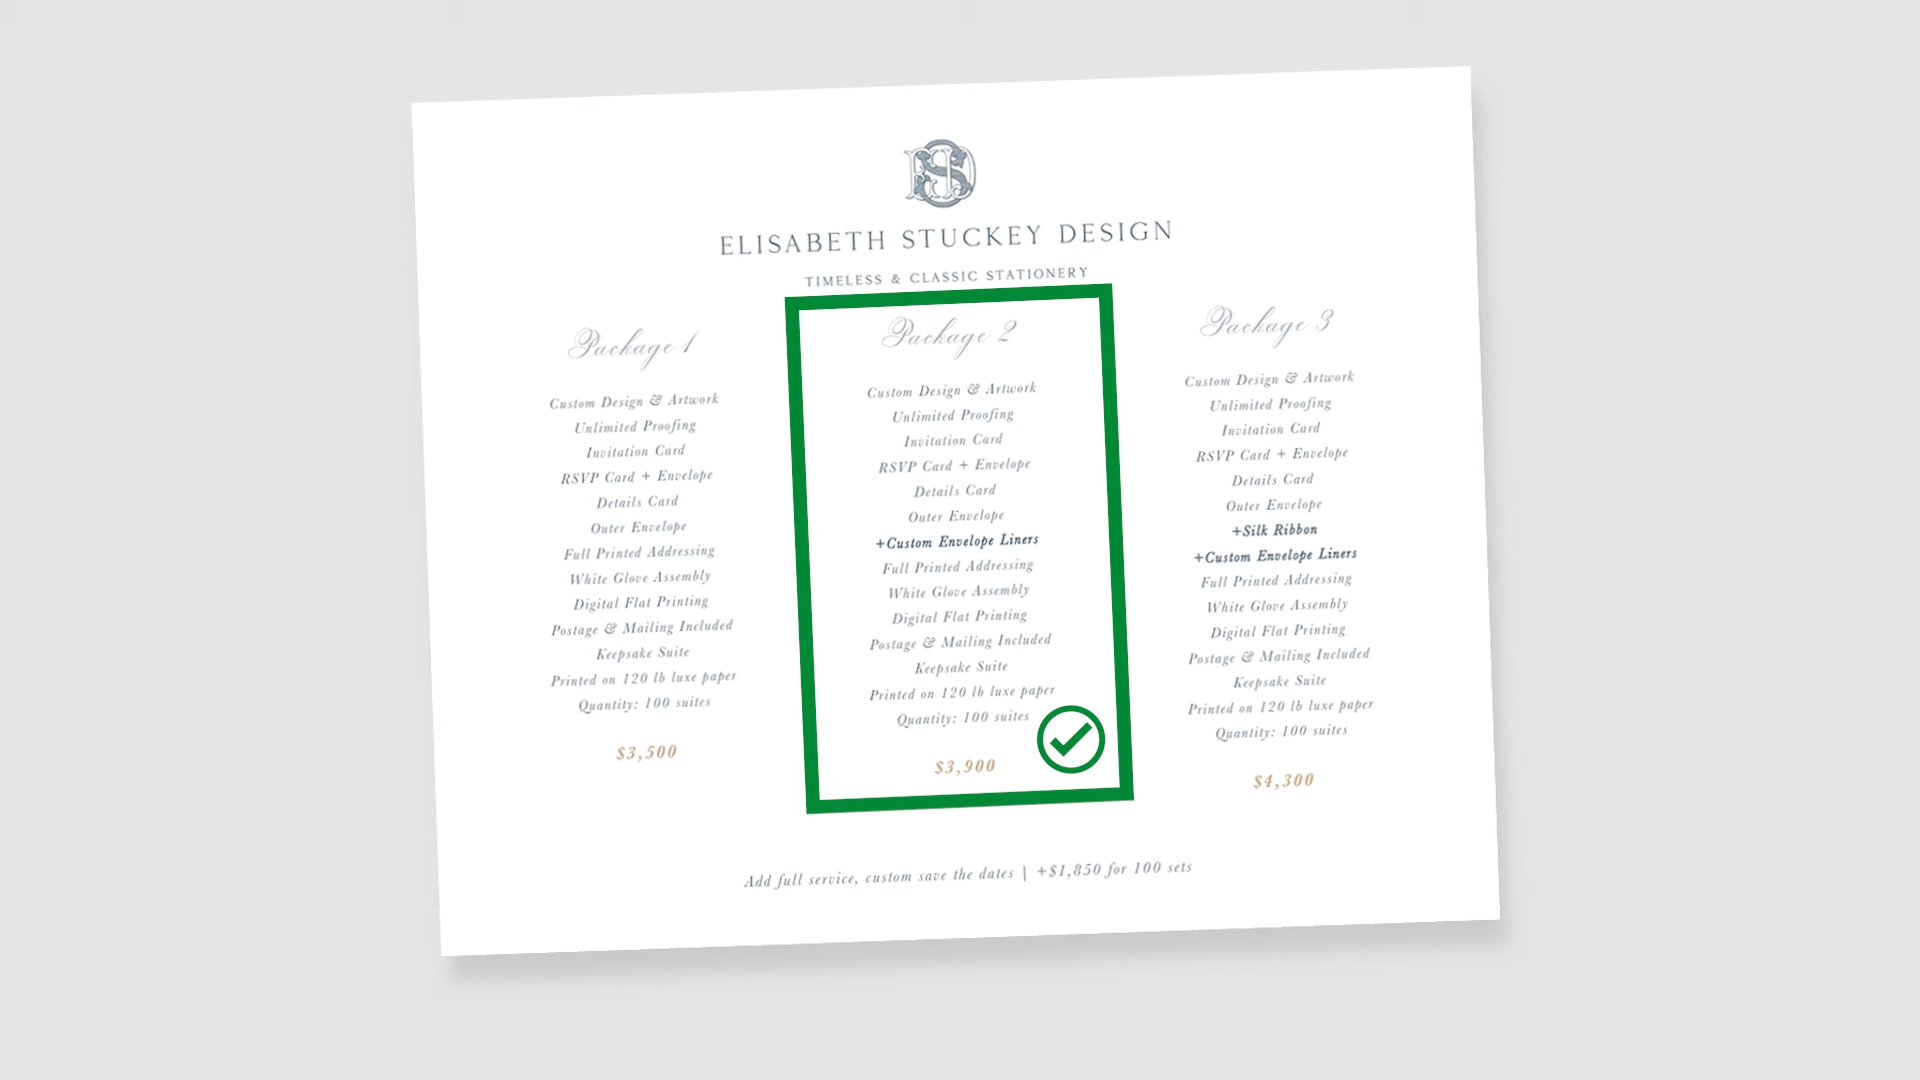 ESD
ELISABETH STUCKEY DESIGN
TIMELESS & CLASSIC STATIONERY
Package 1
Custom Design & Artwork
Unlimited Proofing
Invitation Card
RSVP Card + Envelope
Details Card
Outer Envelope
Full Printed Addressing
White Glove Assembly
Digital Flat Printing
Postage & Mailing Included
Keepsake Suite
Printed on 120 lb luxe paper
Quantity: 100 suites
$3,500
Package 2
Custom Design & Artwork
Unlimited Proofing
Invitation Card
RSVP Card + Envelope
Details Card
Outer Envelope
+Custom Envelope Liners
Full Printed Addressing
White Glove Assembly
Digital Flat Printing
Postage & Mailing Included
Keepsake Suite
Printed on 120 lb luxe paper
Quantity: 100 suites
$3,900
Package 3
Custom Design & Artwork
Unlimited Proofing
Invitation Card
RSVP Card + Envelope
Details Card
Outer Envelope
+Silk Ribbon
+Custom Envelope Liners
Full Printed Addressing
White Glove Assembly
Digital Flat Printing
Postage & Mailing Included
Keepsake Suite
Printed on 120 lb luxe paper
Quantity: 100 suites
$4,300
Add full service, custom save the dates | +$1,850 for 100 sets